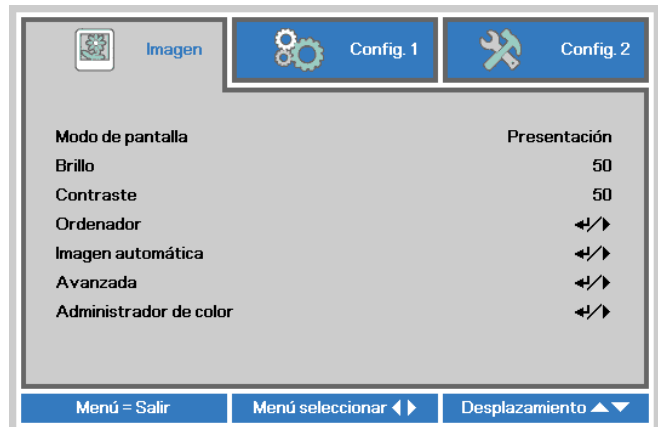 Imagen Config. 1 Config. 2
Modo de pantalla Presentación
Brillo 50
Contraste 50
Ordenador
Imagen automática
Avanzada
Administrador de color
Menú = Salir Menú seleccionar Desplazamiento